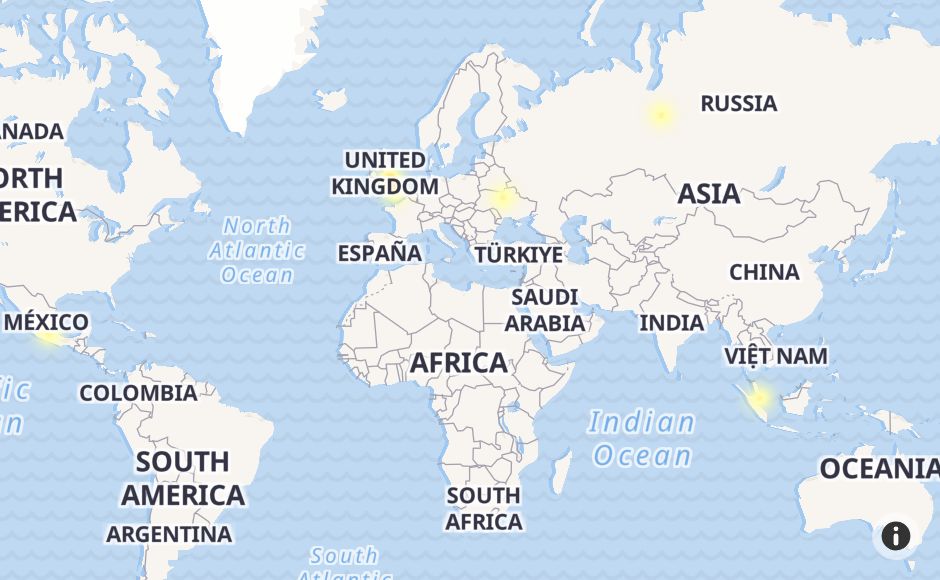 RUSSIA
ANADA
UNITED
KINGDOM
ORTH
ERICA
ASIA
North
Atlantic
Ocean
ESPAÑA
TÜRKIYE
CHINA
SAUDI
ARABIA
MÉXICO
INDIA
VIỆT NAM
AFRICA
COLOMBIA
ic
n
Indian
Ocean
SOUTH
AMERICA
OCEANIA
SOUTH
AFRICA
ARGENTINA
South
Atlantic
i